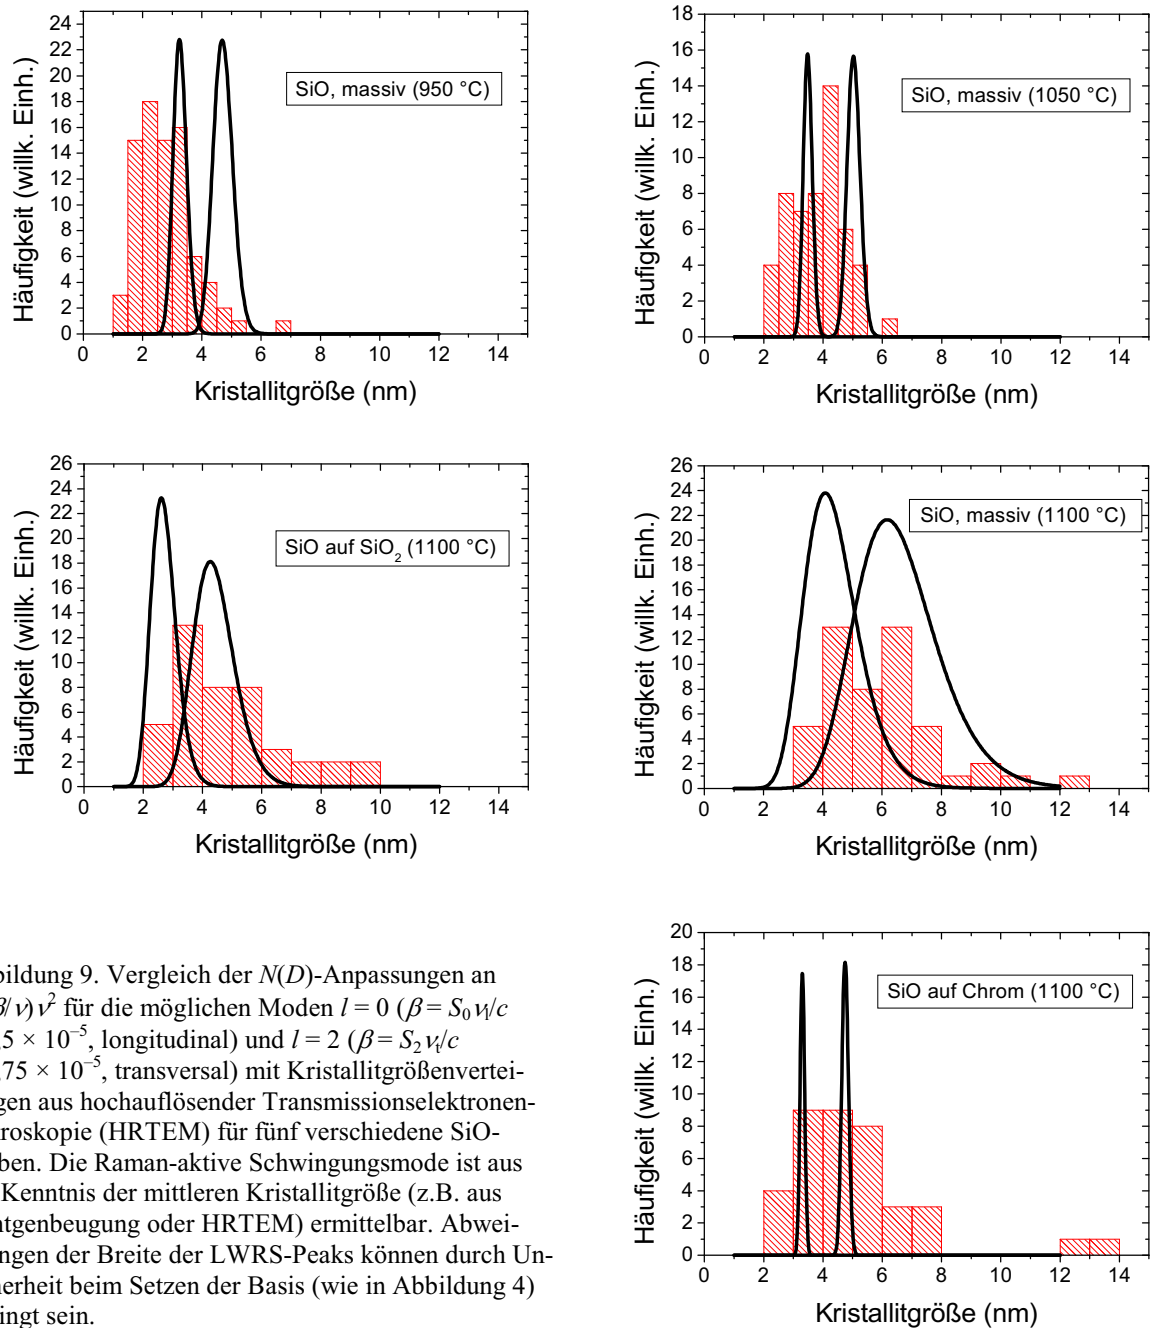 SiO, massiv (950 °C)
Häufigkeit (willk. Einh.)
24
22
20
18
16
14
12
10
8
6
4
2
0
0 2 4 6 8 10 12 14
Kristallitgröße (nm)
SiO, massiv (1050 °C)
Häufigkeit (willk. Einh.)
18
16
14
12
10
8
6
4
2
0
0 2 4 6 8 10 12 14
Kristallitgröße (nm)
SiO auf SiO₂ (1100 °C)
Häufigkeit (willk. Einh.)
26
24
22
20
18
16
14
12
10
8
6
4
2
0
0 2 4 6 8 10 12 14
Kristallitgröße (nm)
SiO, massiv (1100 °C)
Häufigkeit (willk. Einh.)
26
24
22
20
18
16
14
12
10
8
6
4
2
0
0 2 4 6 8 10 12 14
Kristallitgröße (nm)
bildung 9. Vergleich der N(D)-Anpassungen an
β/ν)ν² für die möglichen Moden l = 0 (β = S₀νₗ/c
,5 × 10⁻⁵, longitudinal) und l = 2 (β = S₂νₜ/c
,75 × 10⁻⁵, transversal) mit Kristallitgrößenvertei-
gen aus hochauflösender Transmissionselektronen-
roskopie (HRTEM) für fünf verschiedene SiO-
ben. Die Raman-aktive Schwingungsmode ist aus
Kenntnis der mittleren Kristallitgröße (z.B. aus
ntgenbeugung oder HRTEM) ermittelbar. Abwei-
ungen der Breite der LWRS-Peaks können durch Un-
herheit beim Setzen der Basis (wie in Abbildung 4)
ingt sein.
SiO auf Chrom (1100 °C)
Häufigkeit (willk. Einh.)
20
18
16
14
12
10
8
6
4
2
0
0 2 4 6 8 10 12 14
Kristallitgröße (nm)